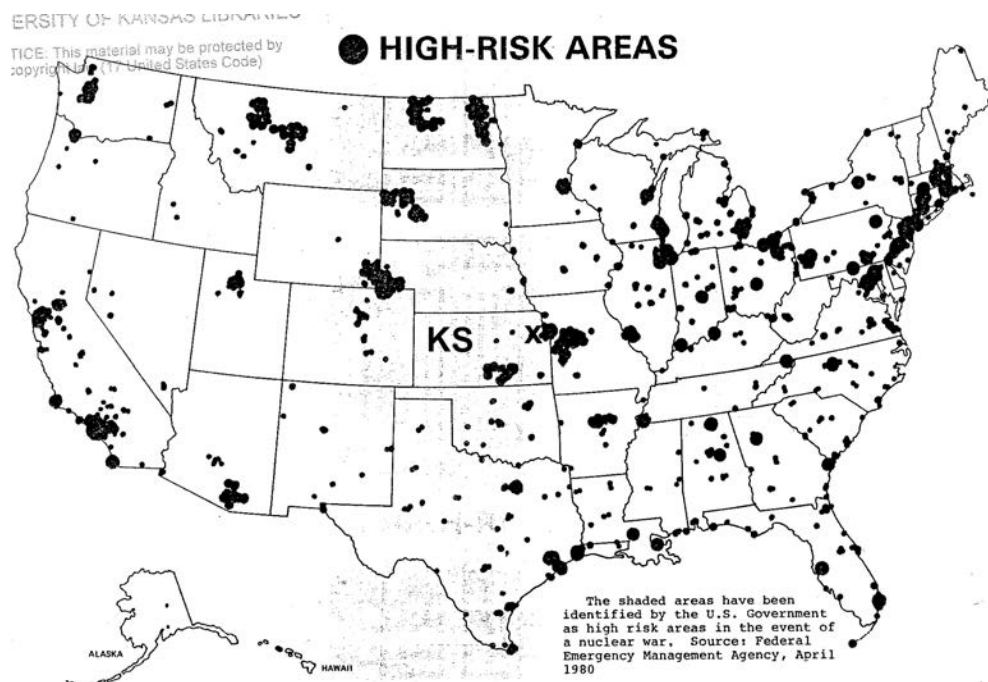 ERSITY OF KANSAS LIBRARIES
TICE: This material may be protected by
copyright law (17 United States Code)
HIGH-RISK AREAS
KS
X
The shaded areas have been
identified by the U.S. Government
as high risk areas in the event of
a nuclear war. Source: Federal
Emergency Management Agency, April
1980
ALASKA
HAWAII